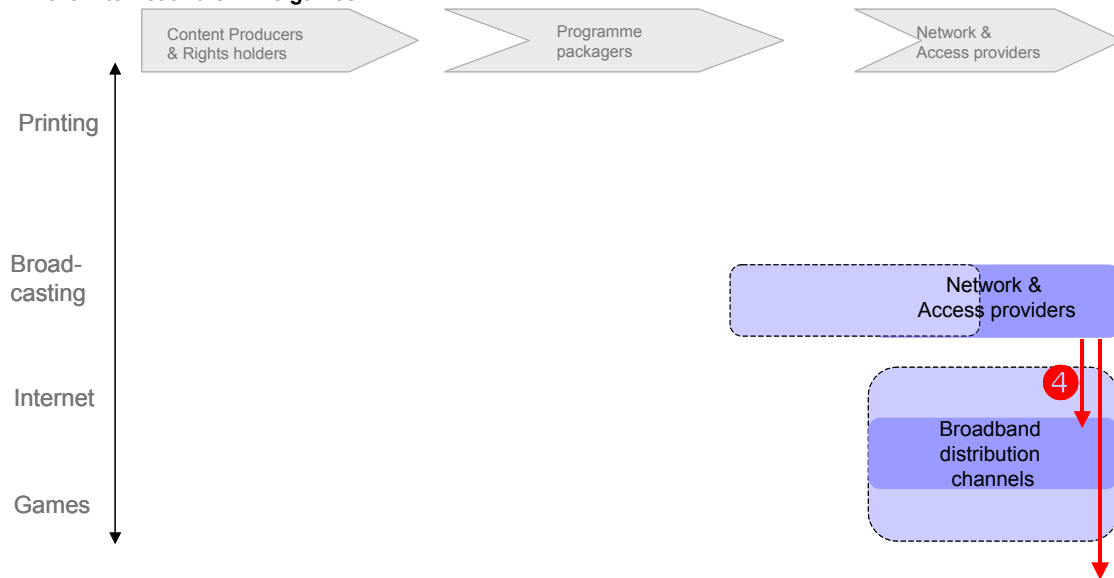 Content Producers
& Rights holders
Programme
packagers
Network &
Access providers
Printing
Broad-
casting
Network &
Access providers
Internet
4
Broadband
distribution
channels
Games